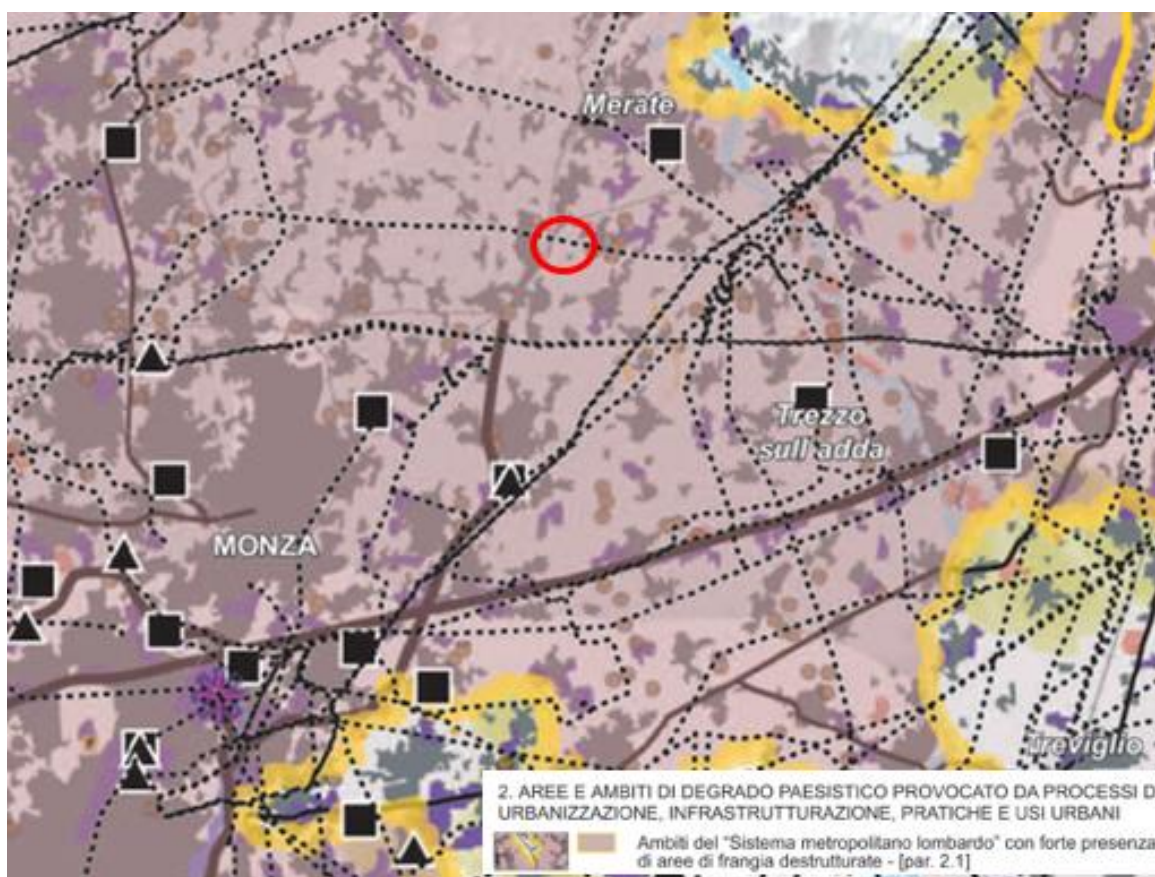 Merate
Trezzo
sull adda
MONZA
Treviglio
2. AREE E AMBITI DI DEGRADO PAESISTICO PROVOCATO DA PROCESSI D
URBANIZZAZIONE, INFRASTRUTTURAZIONE, PRATICHE E USI URBANI
Ambiti del "Sistema metropolitano lombardo" con forte presenza
di aree di frangia destrutturate - [par. 2.1]